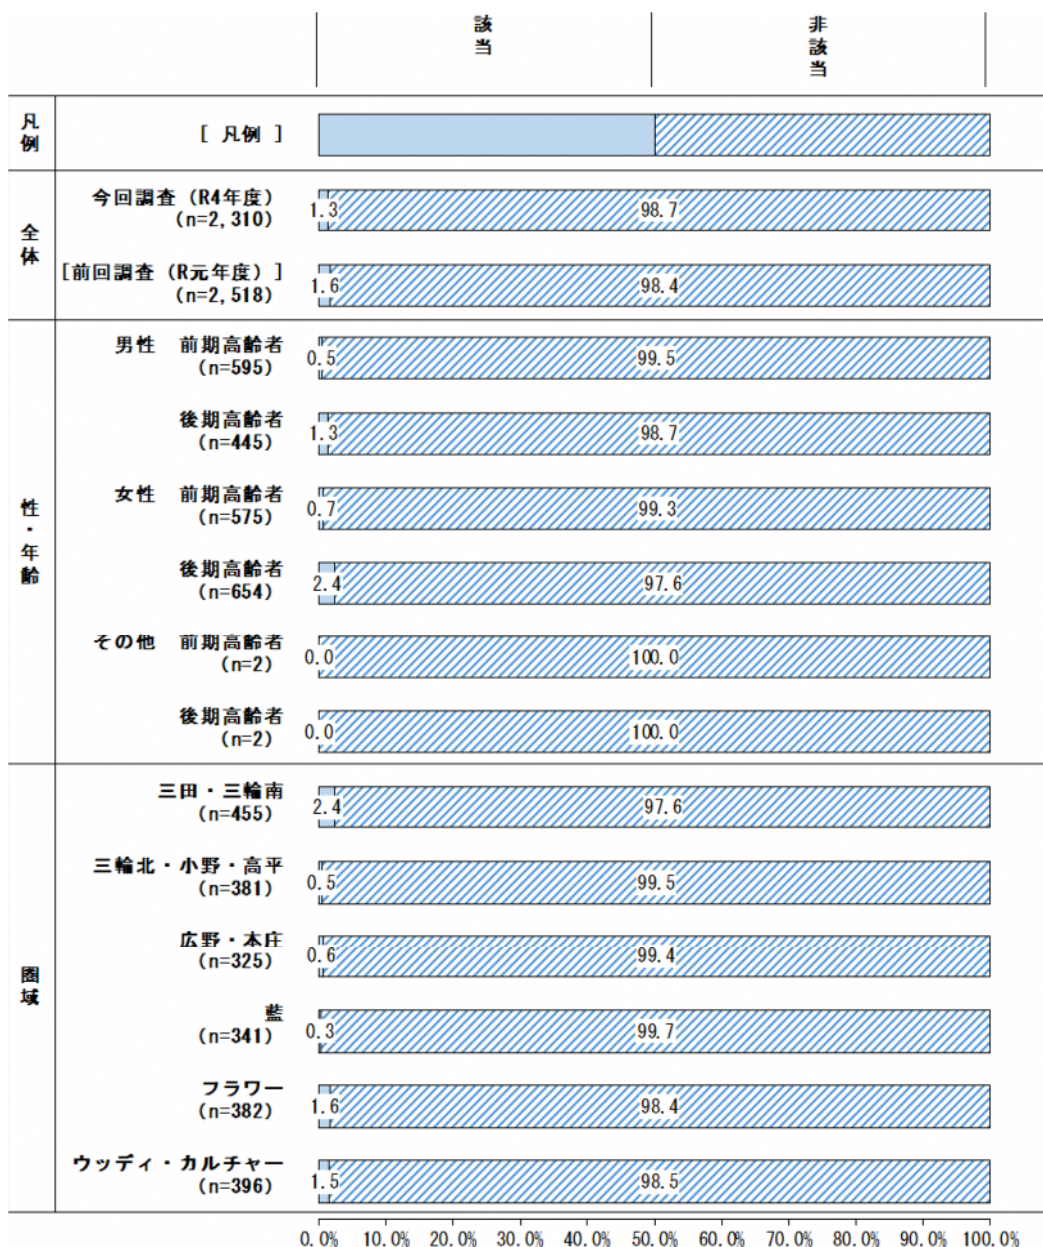 該当
非該当
凡例
[ 凡例 ]
全体
今回調査（R4年度）
(n=2,310)
1.3
98.7
[前回調査（R元年度）]
(n=2,518)
1.6
98.4
性・年齢
男性　前期高齢者
(n=595)
0.5
99.5
後期高齢者
(n=445)
1.3
98.7
女性　前期高齢者
(n=575)
0.7
99.3
後期高齢者
(n=654)
2.4
97.6
その他　前期高齢者
(n=2)
0.0
100.0
後期高齢者
(n=2)
0.0
100.0
圏域
三田・三輪南
(n=455)
2.4
97.6
三輪北・小野・高平
(n=381)
0.5
99.5
広野・本庄
(n=325)
0.6
99.4
藍
(n=341)
0.3
99.7
フラワー
(n=382)
1.6
98.4
ウッディ・カルチャー
(n=396)
1.5
98.5
0.0% 10.0% 20.0% 30.0% 40.0% 50.0% 60.0% 70.0% 80.0% 90.0% 100.0%